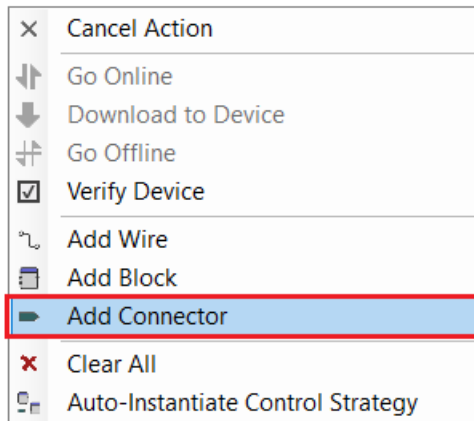 Cancel Action
Go Online
Download to Device
Go Offline
Verify Device
Add Wire
Add Block
Add Connector
Clear All
Auto-Instantiate Control Strategy